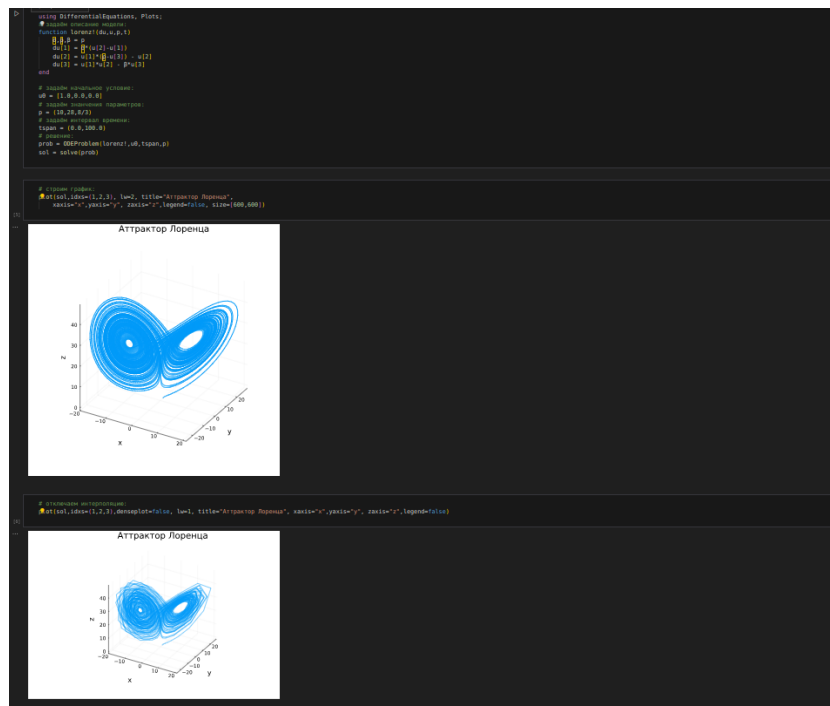 using DifferentialEquations, Plots;
задаём описание модели:
function lorenz!(du,u,p,t)
σ,ρ,β = p
du[1] = σ*(u[2]-u[1])
du[2] = u[1]*(ρ-u[3]) - u[2]
du[3] = u[1]*u[2] - β*u[3]
end
# задаём начальное условие:
u0 = [1.0,0.0,0.0]
# задаём знанчения параметров:
p = (10,28,8/3)
# задаём интервал времени:
tspan = (0.0,100.0)
# решение:
prob = ODEProblem(lorenz!,u0,tspan,p)
sol = solve(prob)
# строим график:
plot(sol,idxs=(1,2,3), lw=2, title="Аттрактор Лоренца",
xaxis="x",yaxis="y", zaxis="z",legend=false, size=[600,600])
Аттрактор Лоренца
z
40
30
20
10
0
-20
-10
0
10
20
x
-20
-10
0
10
20
y
# отключаем интерполяцию:
plot(sol,idxs=(1,2,3),denseplot=false, lw=1, title="Аттрактор Лоренца", xaxis="x",yaxis="y", zaxis="z",legend=false)
Аттрактор Лоренца
z
40
30
20
10
0
-20
-10
0
10
20
x
-20
-10
0
10
20
y